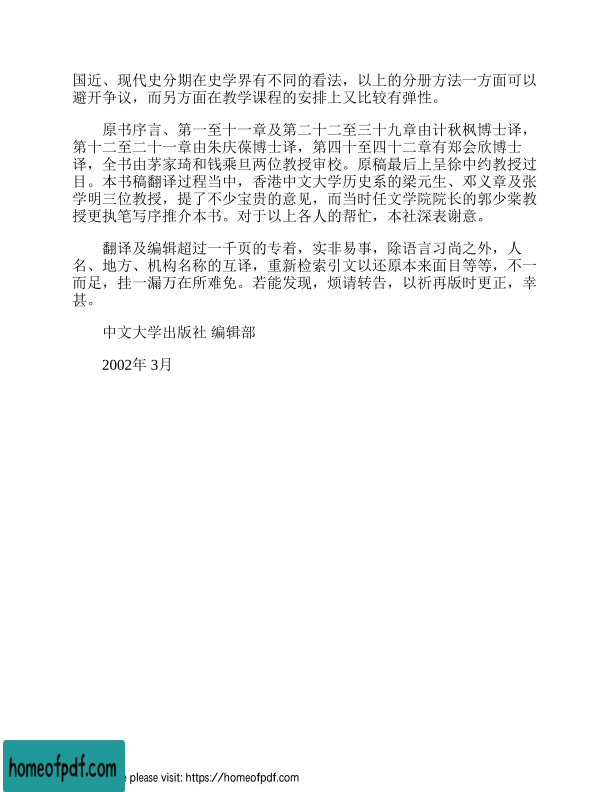 国近、现代史分期在史学界有不同的看法，以上的分册方法一方面可以
避开争议，而另方面在教学课程的安排上又比较有弹性。
原书序言、第一至十一章及第二十二至三十九章由计秋枫博士译，
第十二至二十一章由朱庆葆博士译，第四十至四十二章有郑会欣博士
译，全书由茅家琦和钱乘旦两位教授审校。原稿最后上呈徐中约教授过
目。本书稿翻译过程当中，香港中文大学历史系的梁元生、邓义章及张
学明三位教授，提了不少宝贵的意见，而当时任文学院院长的郭少棠教
授更执笔写序推介本书。对于以上各人的帮忙，本社深表谢意。
翻译及编辑超过一千页的专着，实非易事，除语言习尚之外，人
名、地方、机构名称的互译，重新检索引文以还原本来面目等等，不一
而足，挂一漏万在所难免。若能发现，烦请转告，以祈再版时更正，幸
甚。
中文大学出版社 编辑部
2002年 3月
homeofpdf.com
please visit: https://homeofpdf.com